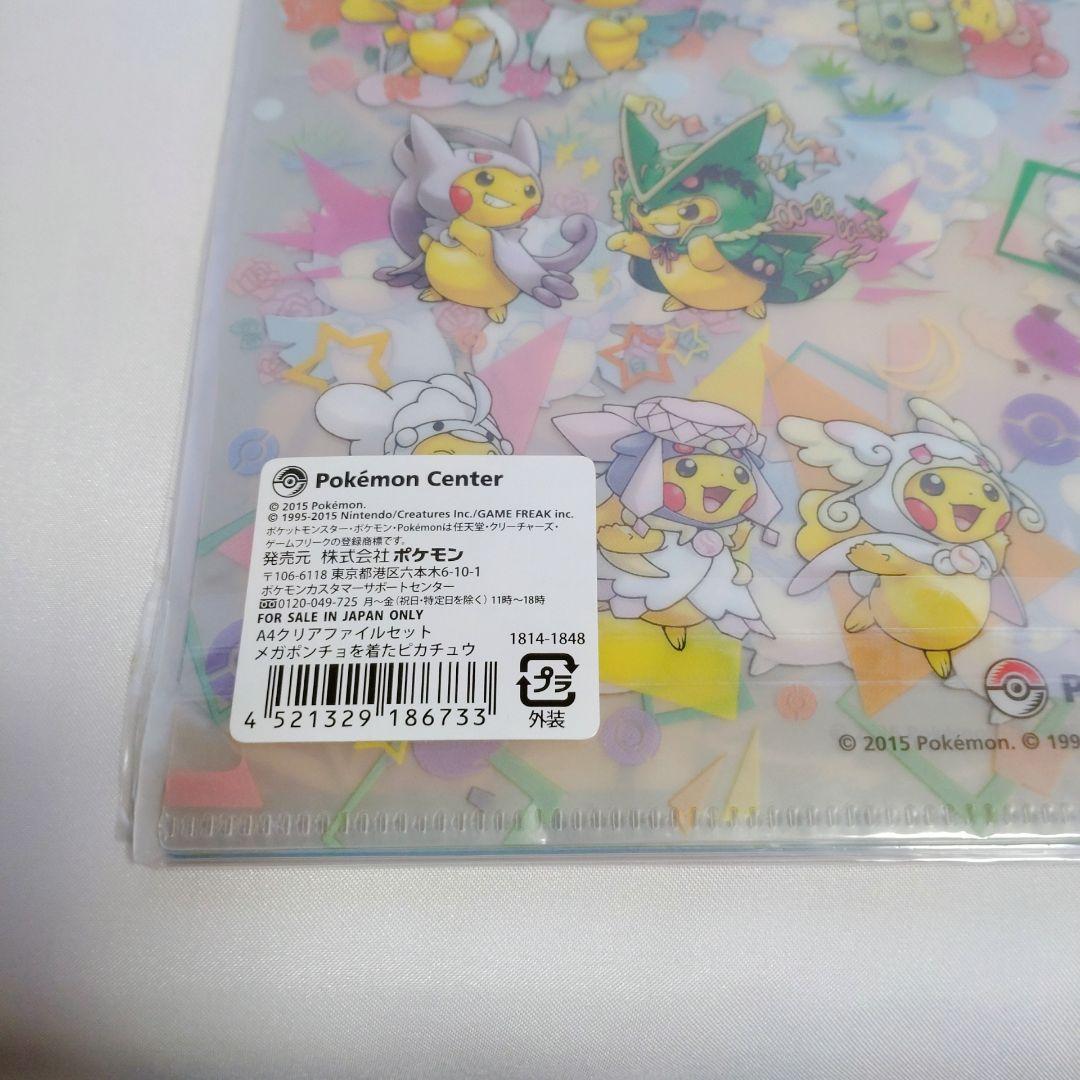 Pokémon Center
© 2015 Pokémon.
© 1995-2015 Nintendo/Creatures Inc./GAME FREAK inc.
ポケットモンスター・ポケモン・Pokémonは任天堂・クリーチャーズ・
ゲームフリークの登録商標です。
発売元 株式会社ポケモン
〒106-6118 東京都港区六本木6-10-1
ポケモンカスタマーサポートセンター
0120-049-725 月〜金(祝日・特定日を除く) 11時〜18時
FOR SALE IN JAPAN ONLY
A4クリアファイルセット
1814-1848
メガポンチョを着たピカチュウ
プラ
外装
4 521329 186733
P
© 2015 Pokémon. © 199